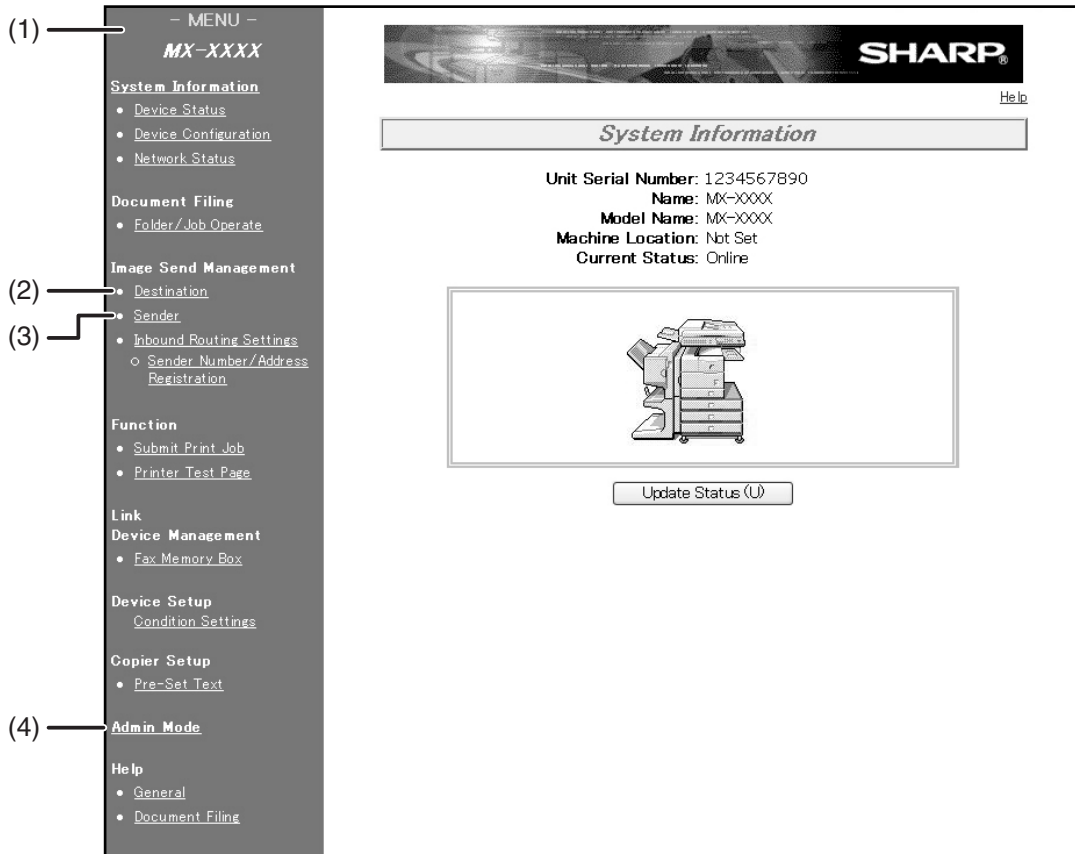 (1)
– MENU –
MX-XXXX
System Information
• Device Status
• Device Configuration
• Network Status
Document Filing
• Folder/Job Operate
Image Send Management
(2)
• Destination
(3)
• Sender
• Inbound Routing Settings
○ Sender Number/Address
Registration
Function
• Submit Print Job
• Printer Test Page
Link
Device Management
• Fax Memory Box
Device Setup
Condition Settings
Copier Setup
• Pre-Set Text
(4)
Admin Mode
Help
• General
• Document Filing
SHARP®
Help
System Information
Unit Serial Number: 1234567890
Name: MX-XXXX
Model Name: MX-XXXX
Machine Location: Not Set
Current Status: Online
Update Status(U)